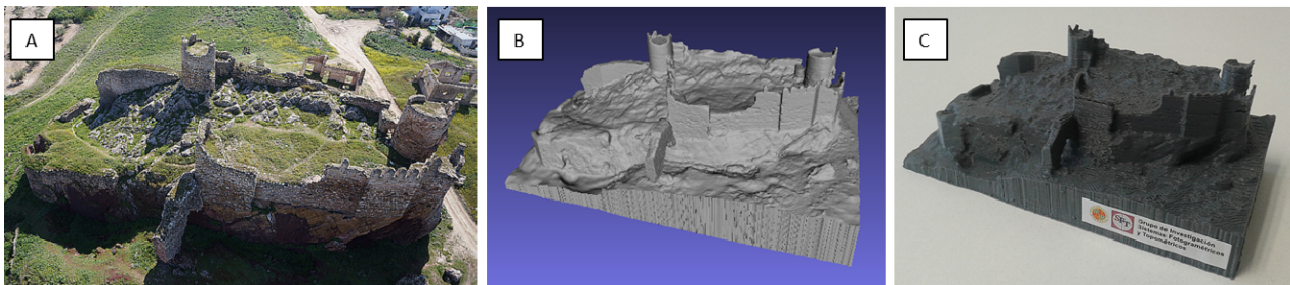 A
B
C
Grupo de Investigación
Sistemas Fotogramétricos
y Topométricos